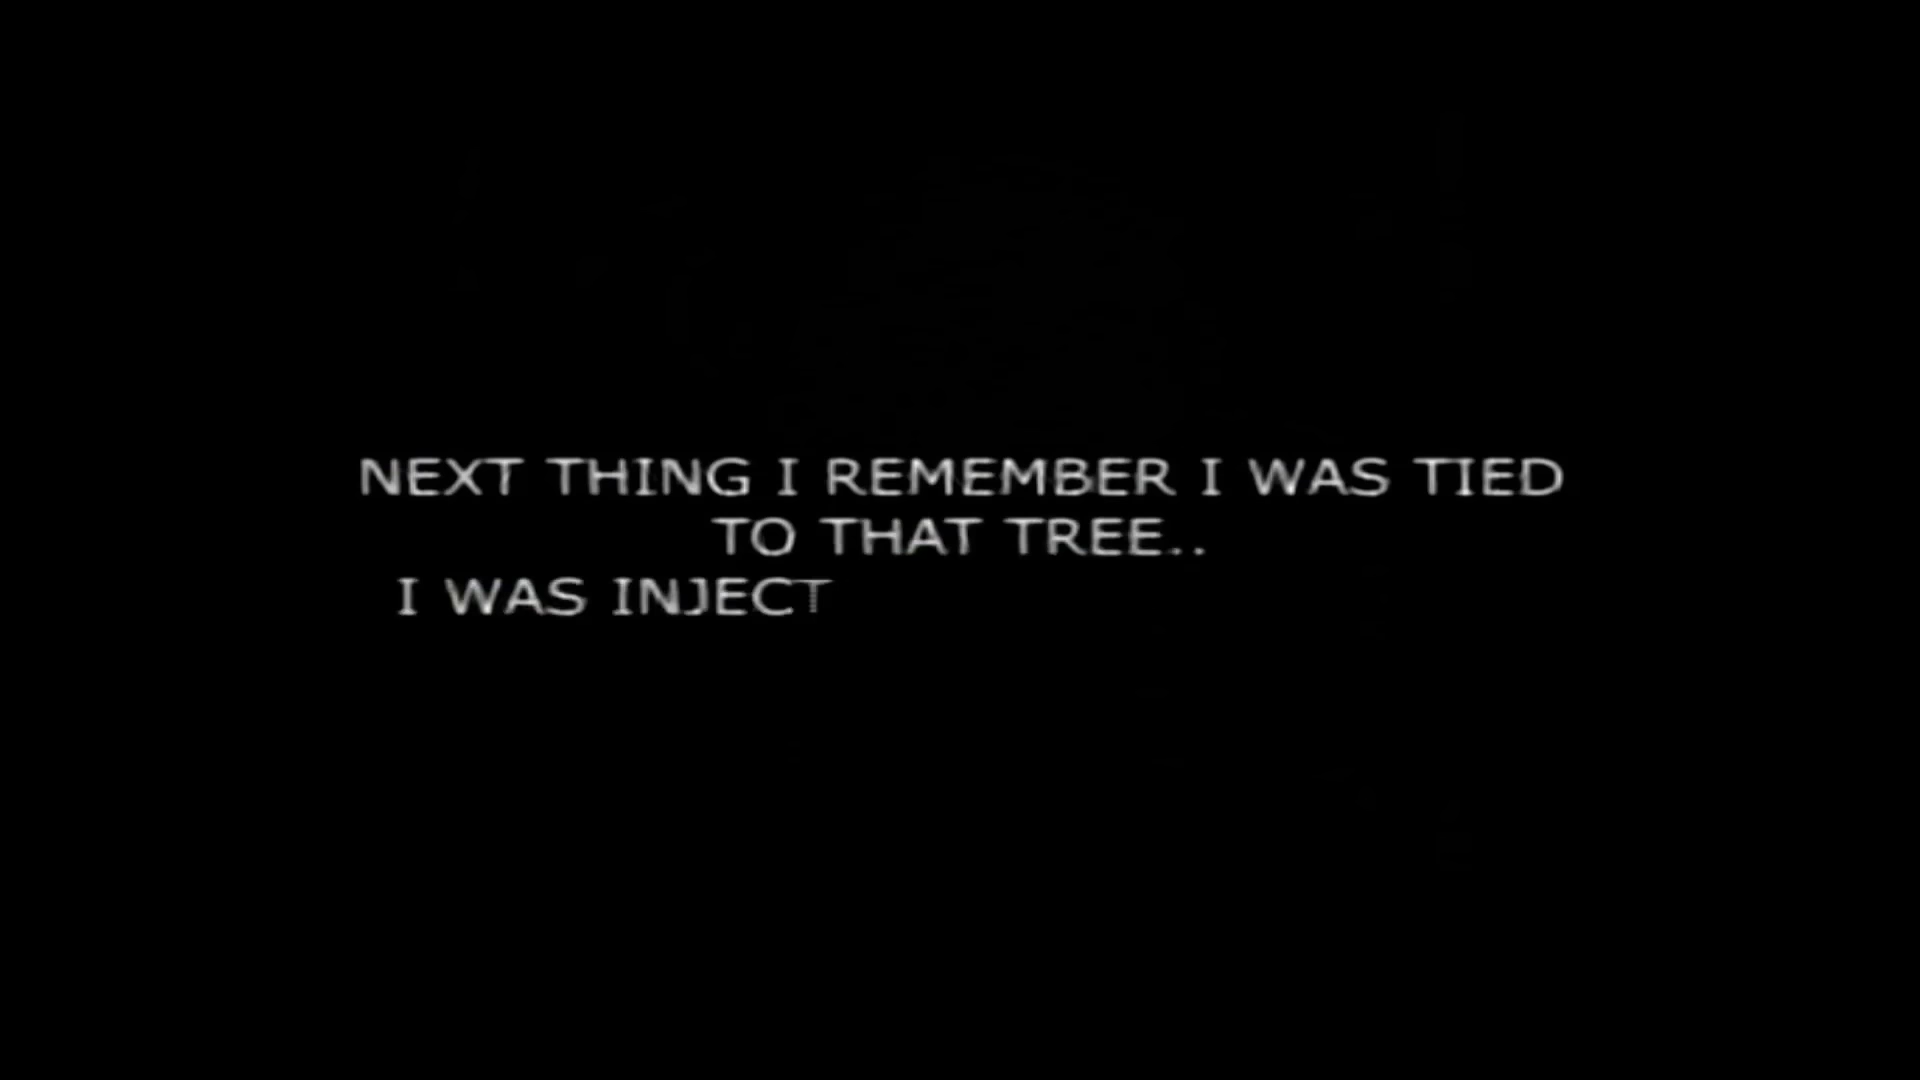 NEXT THING I REMEMBER I WAS TIED
TO THAT TREE..
I WAS INJECT